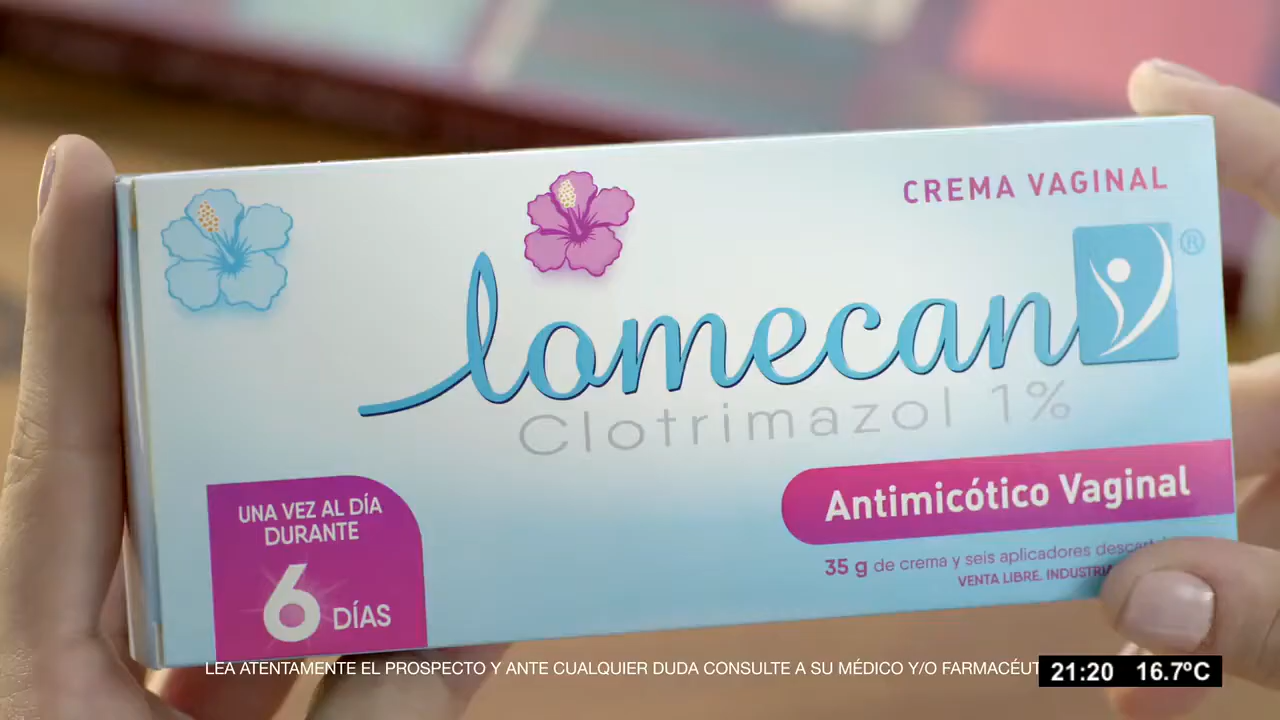 CREMA VAGINAL
lomecan
®
Clotrimazol 1%
Antimicótico Vaginal
35 g de crema y seis aplicadores
VENTA LIBRE.
UNA VEZ AL DÍA
DURANTE
6 DÍAS
LEA ATENTAMENTE EL PROSPECTO Y ANTE CUALQUIER DUDA CONSULTE A SU MÉDICO Y/O
21:20 16.7ºC